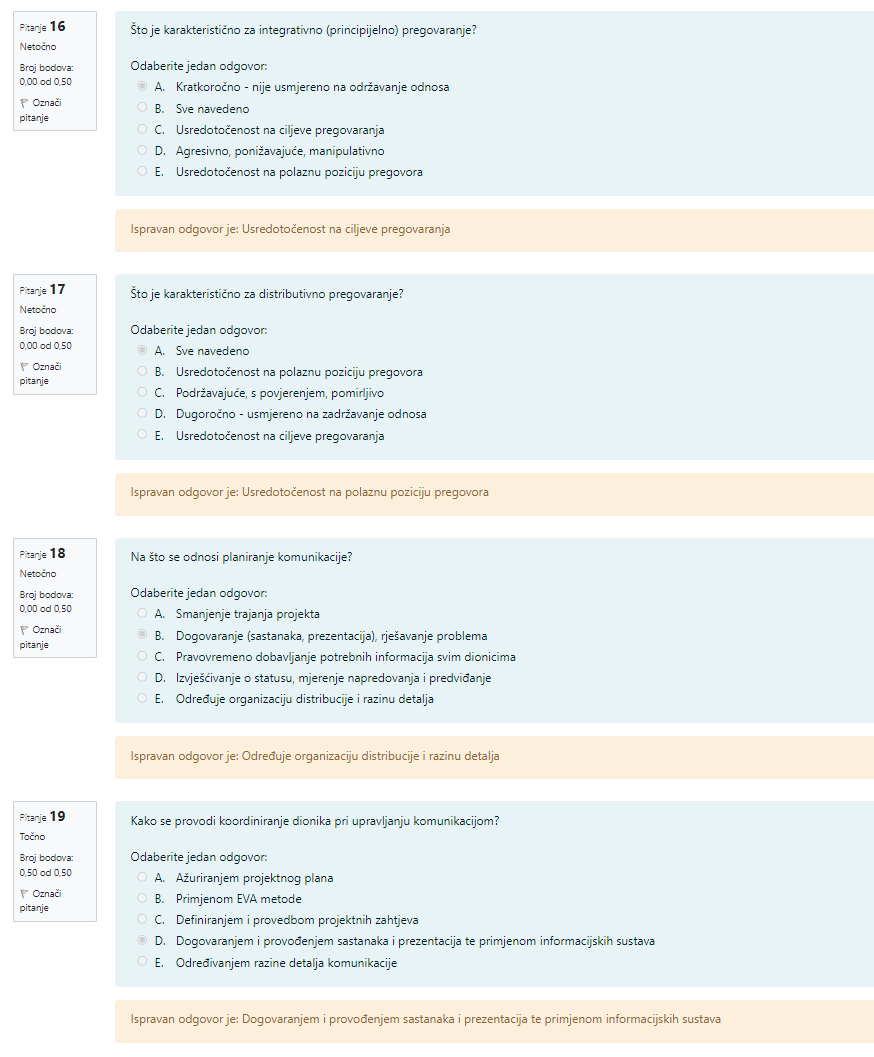 Pitanje 16
Netočno
Broj bodova:
0,00 od 0,50
Označi
pitanje
Što je karakteristično za integrativno (principijelno) pregovaranje?
Odaberite jedan odgovor:
A. Kratkoročno - nije usmjereno na održavanje odnosa
B. Sve navedeno
C. Usredotočenost na ciljeve pregovaranja
D. Agresivno, ponižavajuće, manipulativno
E. Usredotočenost na polaznu poziciju pregovora
Ispravan odgovor je: Usredotočenost na ciljeve pregovaranja
Pitanje 17
Netočno
Broj bodova:
0,00 od 0,50
Označi
pitanje
Što je karakteristično za distributivno pregovaranje?
Odaberite jedan odgovor:
A. Sve navedeno
B. Usredotočenost na polaznu poziciju pregovora
C. Podržavajuće, s povjerenjem, pomirljivo
D. Dugoročno - usmjereno na zadržavanje odnosa
E. Usredotočenost na ciljeve pregovaranja
Ispravan odgovor je: Usredotočenost na polaznu poziciju pregovora
Pitanje 18
Netočno
Broj bodova:
0,00 od 0,50
Označi
pitanje
Na što se odnosi planiranje komunikacije?
Odaberite jedan odgovor:
A. Smanjenje trajanja projekta
B. Dogovaranje (sastanaka, prezentacija), rješavanje problema
C. Pravovremeno dobavljanje potrebnih informacija svim dionicima
D. Izvješćivanje o statusu, mjerenje napredovanja i predviđanje
E. Određuje organizaciju distribucije i razinu detalja
Ispravan odgovor je: Određuje organizaciju distribucije i razinu detalja
Pitanje 19
Točno
Broj bodova:
0,50 od 0,50
Označi
pitanje
Kako se provodi koordiniranje dionika pri upravljanju komunikacijom?
Odaberite jedan odgovor:
A. Ažuriranjem projektnog plana
B. Primjenom EVA metode
C. Definiranjem i provedbom projektnih zahtjeva
D. Dogovaranjem i provođenjem sastanaka i prezentacija te primjenom informacijskih sustava
E. Određivanjem razine detalja komunikacije
Ispravan odgovor je: Dogovaranjem i provođenjem sastanaka i prezentacija te primjenom informacijskih sustava